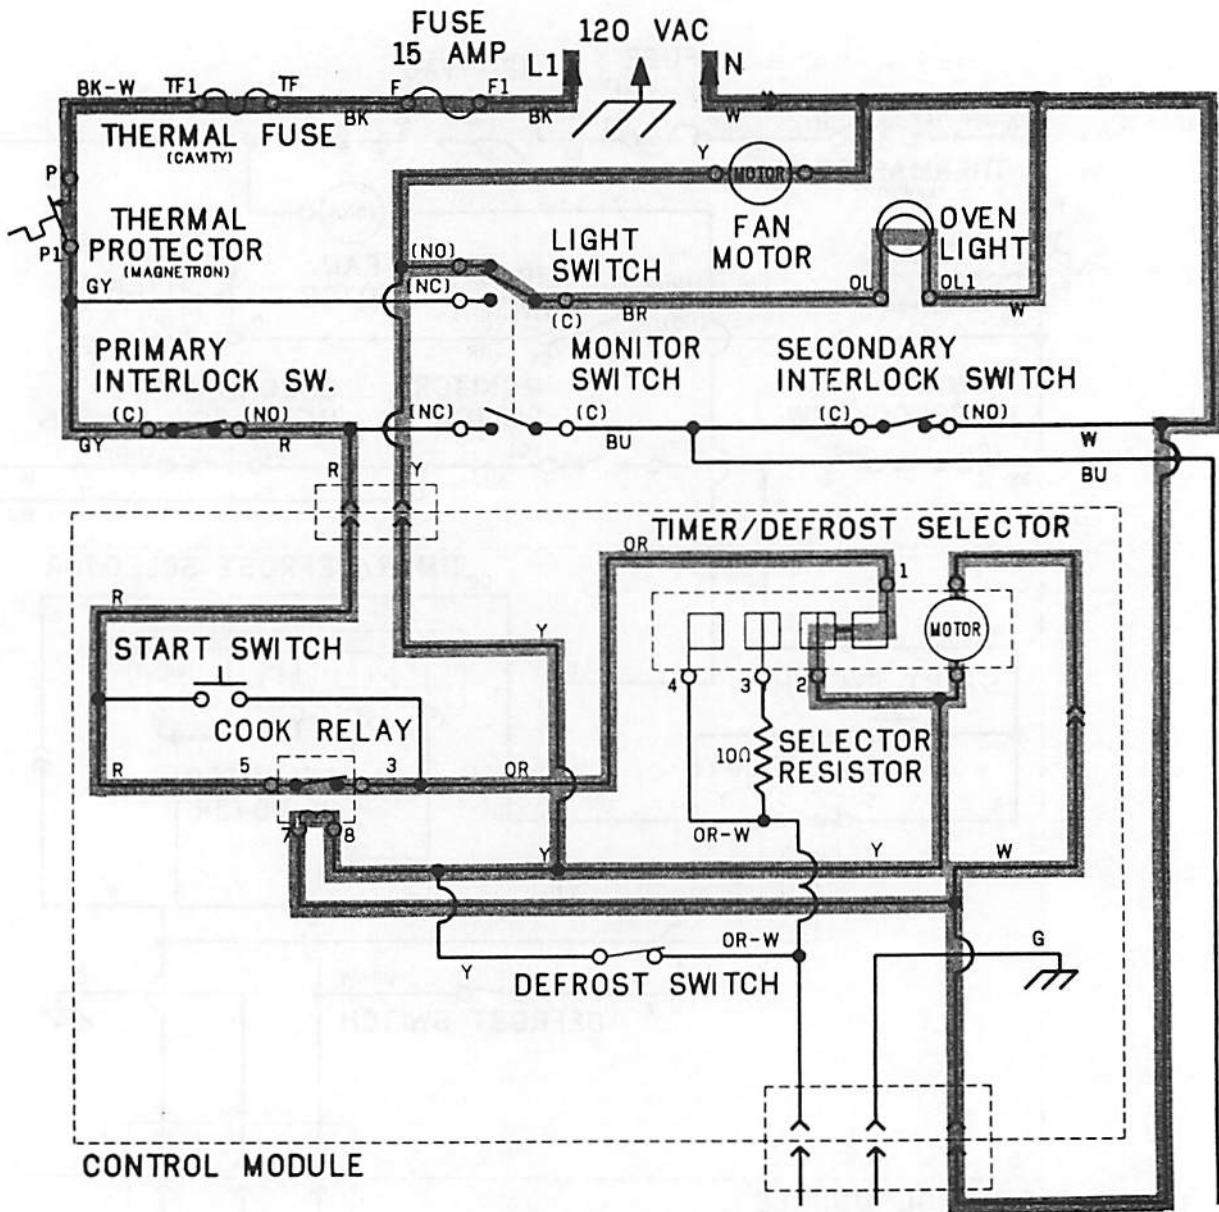 FUSE
15 AMP
120 VAC
L1
N
BK-W
TF1
TF
F
F1
BK
BK
W
THERMAL FUSE
(CAVITY)
P
Y
MOTOR
THERMAL
PROTECTOR
(MAGNETRON)
P1
(NO)
LIGHT
SWITCH
FAN
MOTOR
OVEN
LIGHT
GY
(NC)
(C)
BR
OL
OL1
W
PRIMARY
INTERLOCK SW.
MONITOR
SWITCH
SECONDARY
INTERLOCK SWITCH
(C)
(NO)
(NC)
(C)
(C)
(NO)
GY
R
BU
W
R
Y
BU
TIMER/DEFROST SELECTOR
OR
1
R
START SWITCH
Y
MOTOR
4
3
2
COOK RELAY
10Ω
SELECTOR
RESISTOR
R
5
3
OR
7
8
OR-W
Y
Y
W
Y
OR-W
G
DEFROST SWITCH
CONTROL MODULE